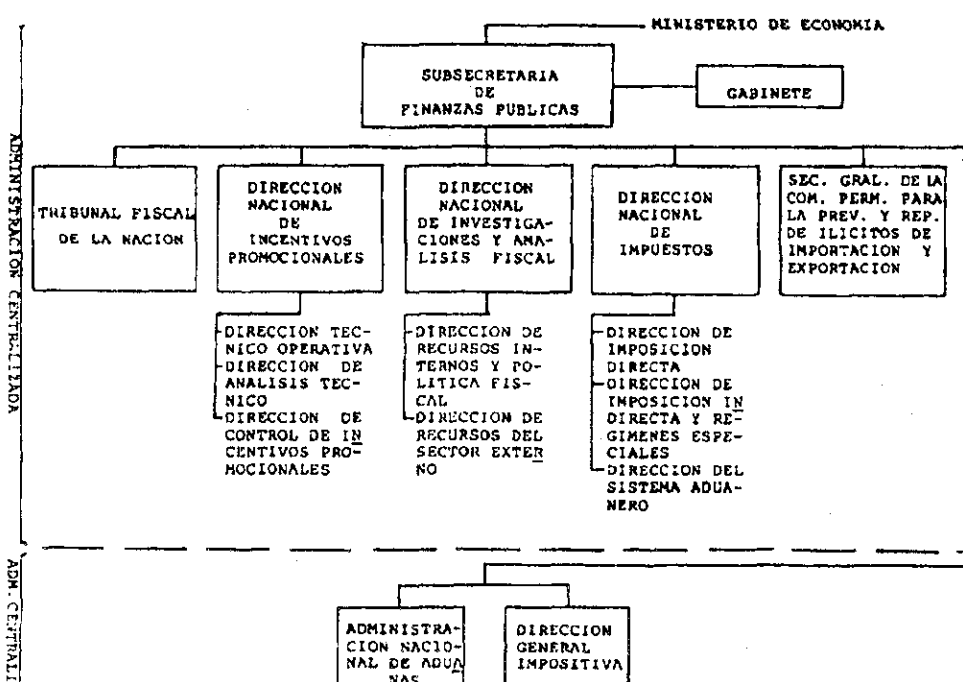 MINISTERIO DE ECONOMIA
SUBSECRETARIA
DE
FINANZAS PUBLICAS
GABINETE
ADMINISTRACION CENTRALIZADA
TRIBUNAL FISCAL
DE LA NACION
DIRECCION
NACIONAL
DE
INCENTIVOS
PROMOCIONALES
DIRECCION
NACIONAL
DE INVESTIGA-
CIONES Y ANA-
LISIS FISCAL
DIRECCION
NACIONAL
DE
IMPUESTOS
SEC. GRAL. DE LA
COM. PERM. PARA
LA PREV. Y REP.
DE ILICITOS DE
IMPORTACION Y
EXPORTACION
DIRECCION TEC-
NICO OPERATIVA
DIRECCION DE
ANALISIS TEC-
NICO
DIRECCION DE
CONTROL DE IN
CENTIVOS PRO-
MOCIONALES
DIRECCION DE
RECURSOS IN-
TERNOS Y PO-
LITICA FIS-
CAL
DIRECCION DE
RECURSOS DEL
SECTOR EXTER
NO
DIRECCION DE
IMPOSICION
DIRECTA
DIRECCION DE
IMPOSICION IN
DIRECTA Y RE-
GIMENES ESPE-
CIALES
DIRECCION DEL
SISTEMA ADUA-
NERO
ADM. CENTRALI
ADMINISTRA-
CION NACIO-
NAL DE ADUA
NAS
DIRECCION
GENERAL
IMPOSITIVA